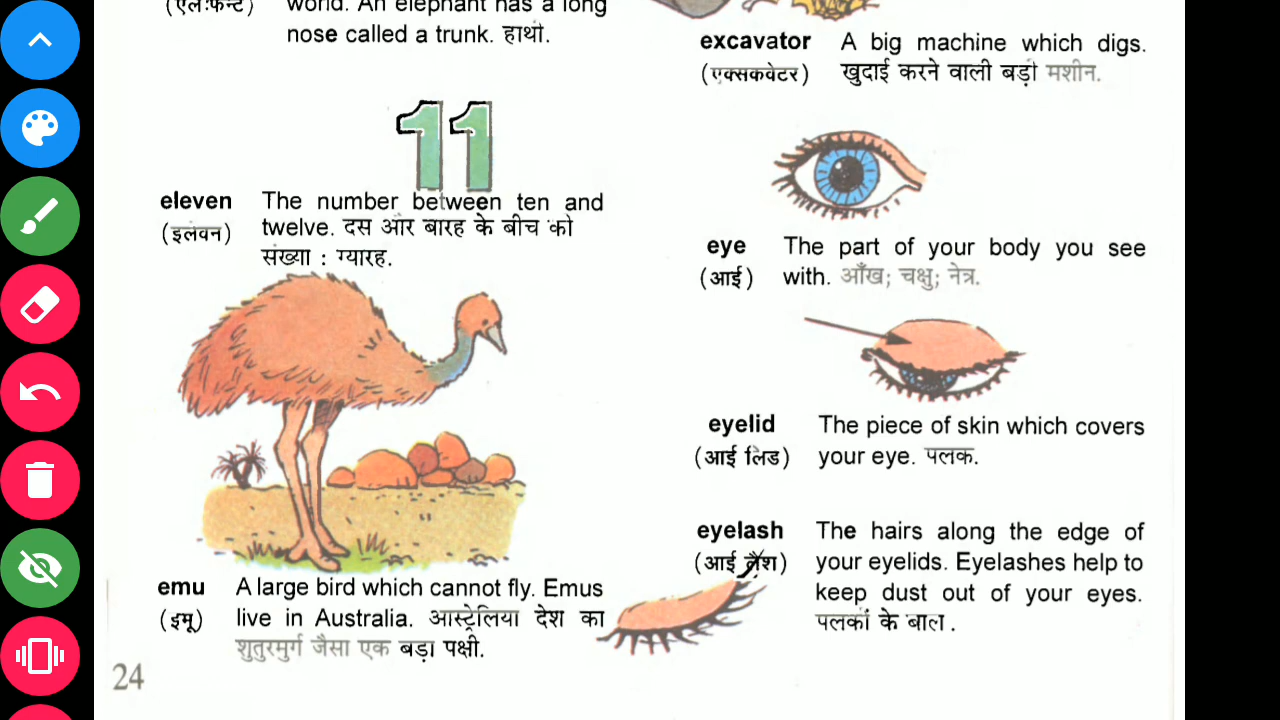 (एलःफन्ट) world. An elephant has a long
nose called a trunk. हाथी.
11
eleven The number between ten and
(इलेवन) twelve. दस और बारह के बीच की
संख्या : ग्यारह.
emu A large bird which cannot fly. Emus
(इमू) live in Australia. आस्ट्रेलिया देश का
शुतुरमुर्ग जैसा एक बड़ा पक्षी.
24
excavator A big machine which digs.
(एक्सकवेटर) खुदाई करने वाली बड़ी मशीन.
eye The part of your body you see
(आई) with. आँख; चक्षु; नेत्र.
eyelid The piece of skin which covers
(आई लिड) your eye. पलक.
eyelash The hairs along the edge of
(आई लैश) your eyelids. Eyelashes help to
keep dust out of your eyes.
पलकों के बाल.